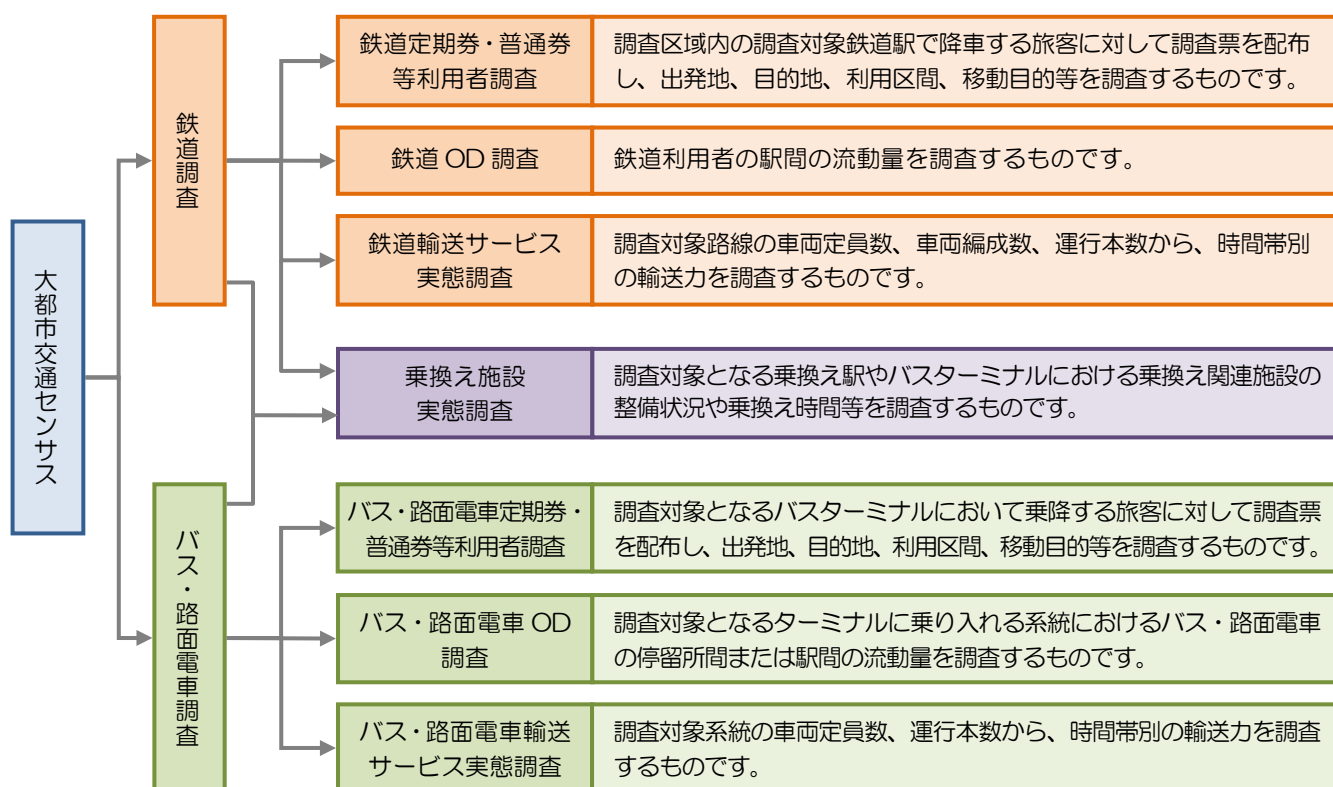 大都市交通センサス
鉄道調査
鉄道定期券・普通券
等利用者調査
調査区域内の調査対象鉄道駅で降車する旅客に対して調査票を配布
し、出発地、目的地、利用区間、移動目的等を調査するものです。
鉄道 OD 調査
鉄道利用者の駅間の流動量を調査するものです。
鉄道輸送サービス
実態調査
調査対象路線の車両定員数、車両編成数、運行本数から、時間帯別
の輸送力を調査するものです。
乗換え施設
実態調査
調査対象となる乗換え駅やバスターミナルにおける乗換え関連施設の
整備状況や乗換え時間等を調査するものです。
バス・路面電車調査
バス・路面電車定期券・
普通券等利用者調査
調査対象となるバスターミナルにおいて乗降する旅客に対して調査票
を配布し、出発地、目的地、利用区間、移動目的等を調査するものです。
バス・路面電車 OD
調査
調査対象となるターミナルに乗り入れる系統におけるバス・路面電車
の停留所間または駅間の流動量を調査するものです。
バス・路面電車輸送
サービス実態調査
調査対象系統の車両定員数、運行本数から、時間帯別の輸送力を調査
するものです。